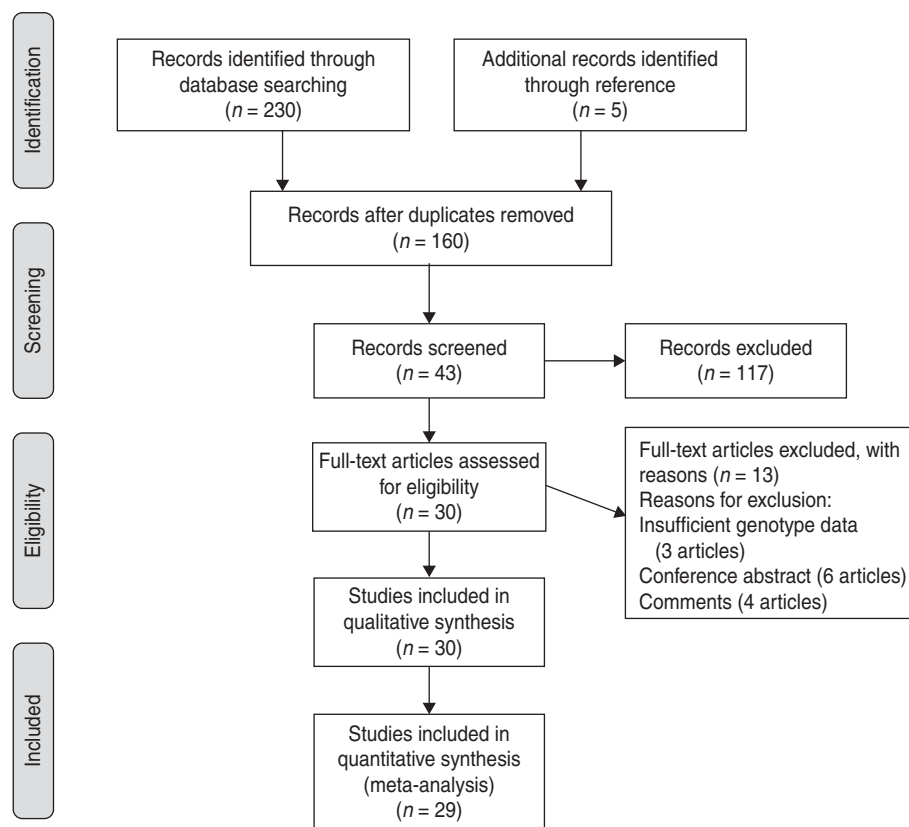 Identification
Records identified through
database searching
(n = 230)
Additional records identified
through reference
(n = 5)
Records after duplicates removed
(n = 160)
Screening
Records screened
(n = 43)
Records excluded
(n = 117)
Eligibility
Full-text articles assessed
for eligibility
(n = 30)
Full-text articles excluded, with
reasons (n = 13)
Reasons for exclusion:
Insufficient genotype data
(3 articles)
Conference abstract (6 articles)
Comments (4 articles)
Studies included in
qualitative synthesis
(n = 30)
Included
Studies included in
quantitative synthesis
(meta-analysis)
(n = 29)